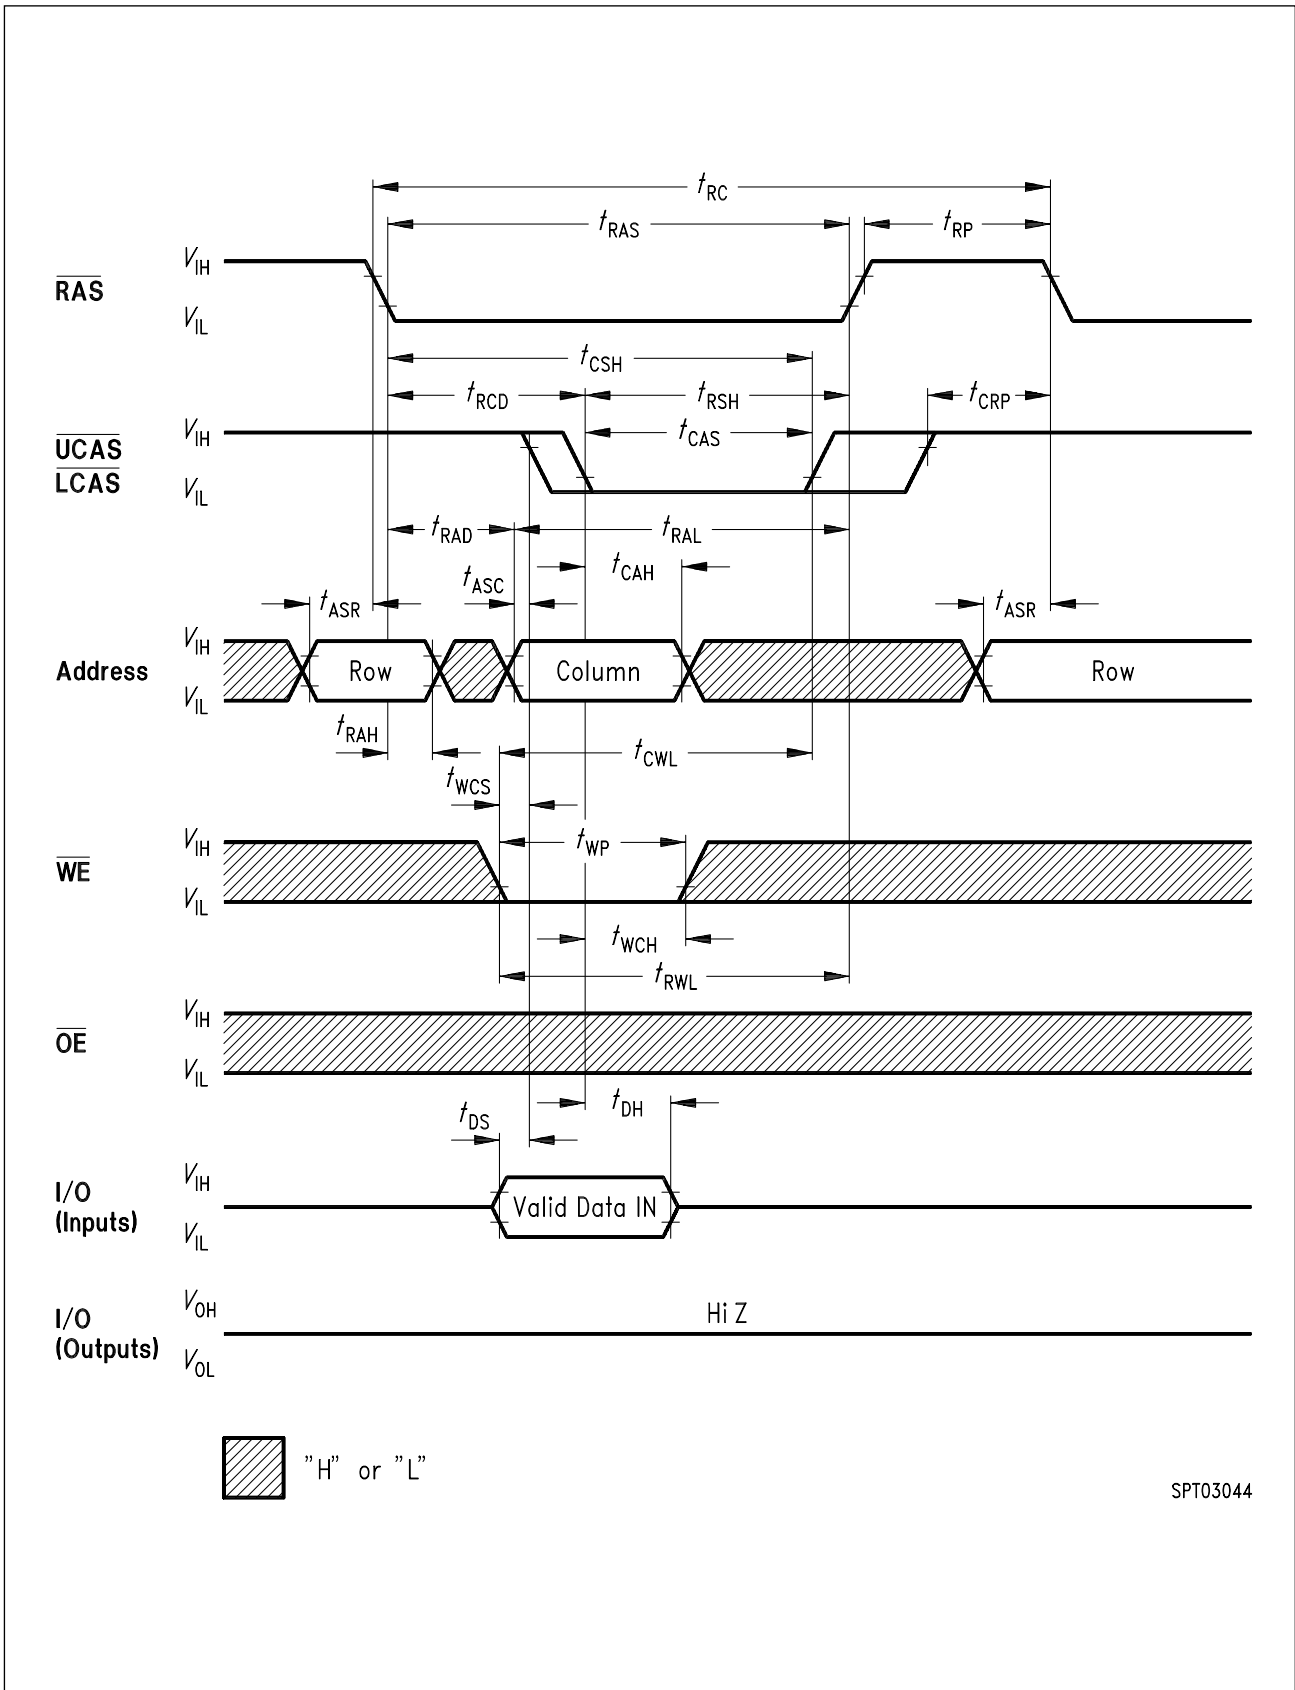 tRC
tRAS tRP
RAS VIH
VIL
tCSH
tRCD tRSH tCRP
UCAS VIH tCAS
LCAS VIL
tRAD tRAL
tASC tCAH
tASR tASR
Address VIH Row Column Row
VIL
tRAH tCWL
tWCS
WE VIH tWP
VIL
tWCH
tRWL
OE VIH
VIL
tDS tDH
I/O (Inputs) VIH Valid Data IN
VIL
I/O (Outputs) VOH Hi Z
VOL
"H" or "L"
SPT03044